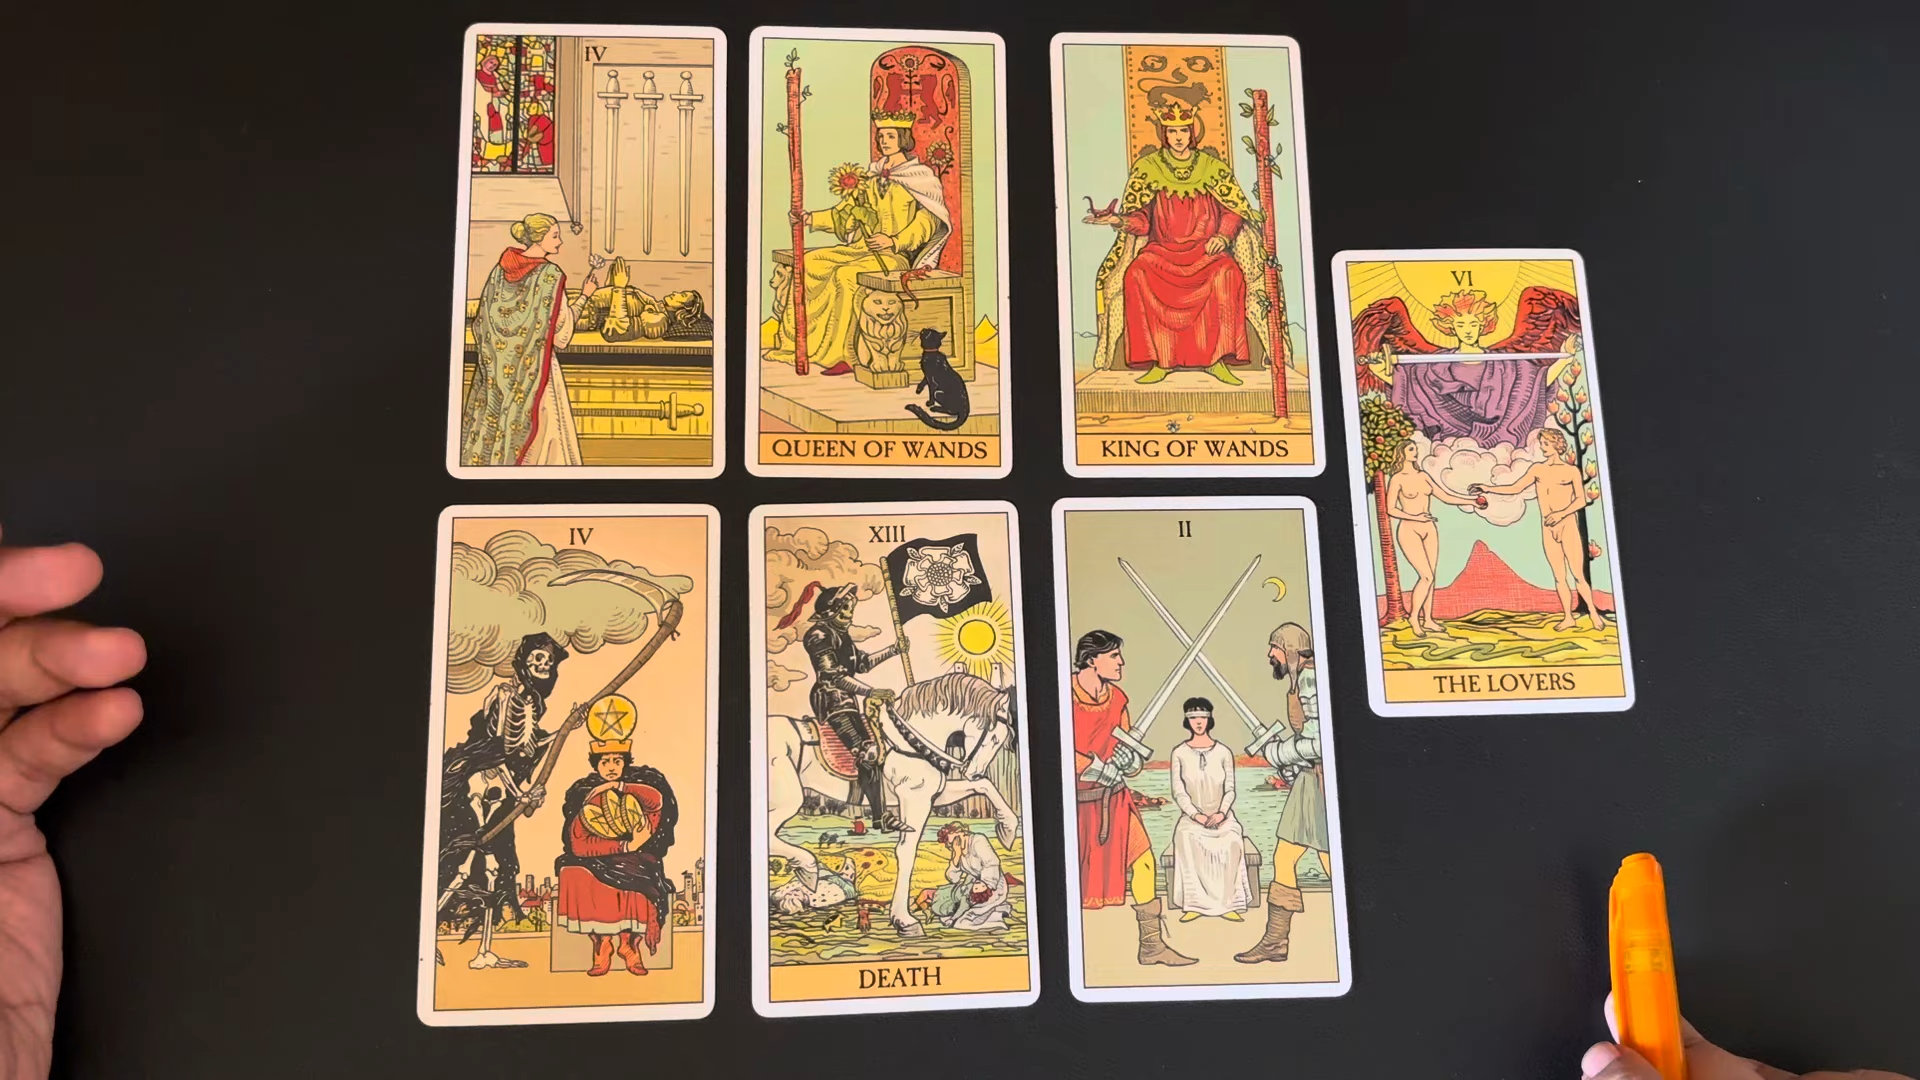 IV
QUEEN OF WANDS
KING OF WANDS
VI
THE LOVERS
IV
XIII
DEATH
II